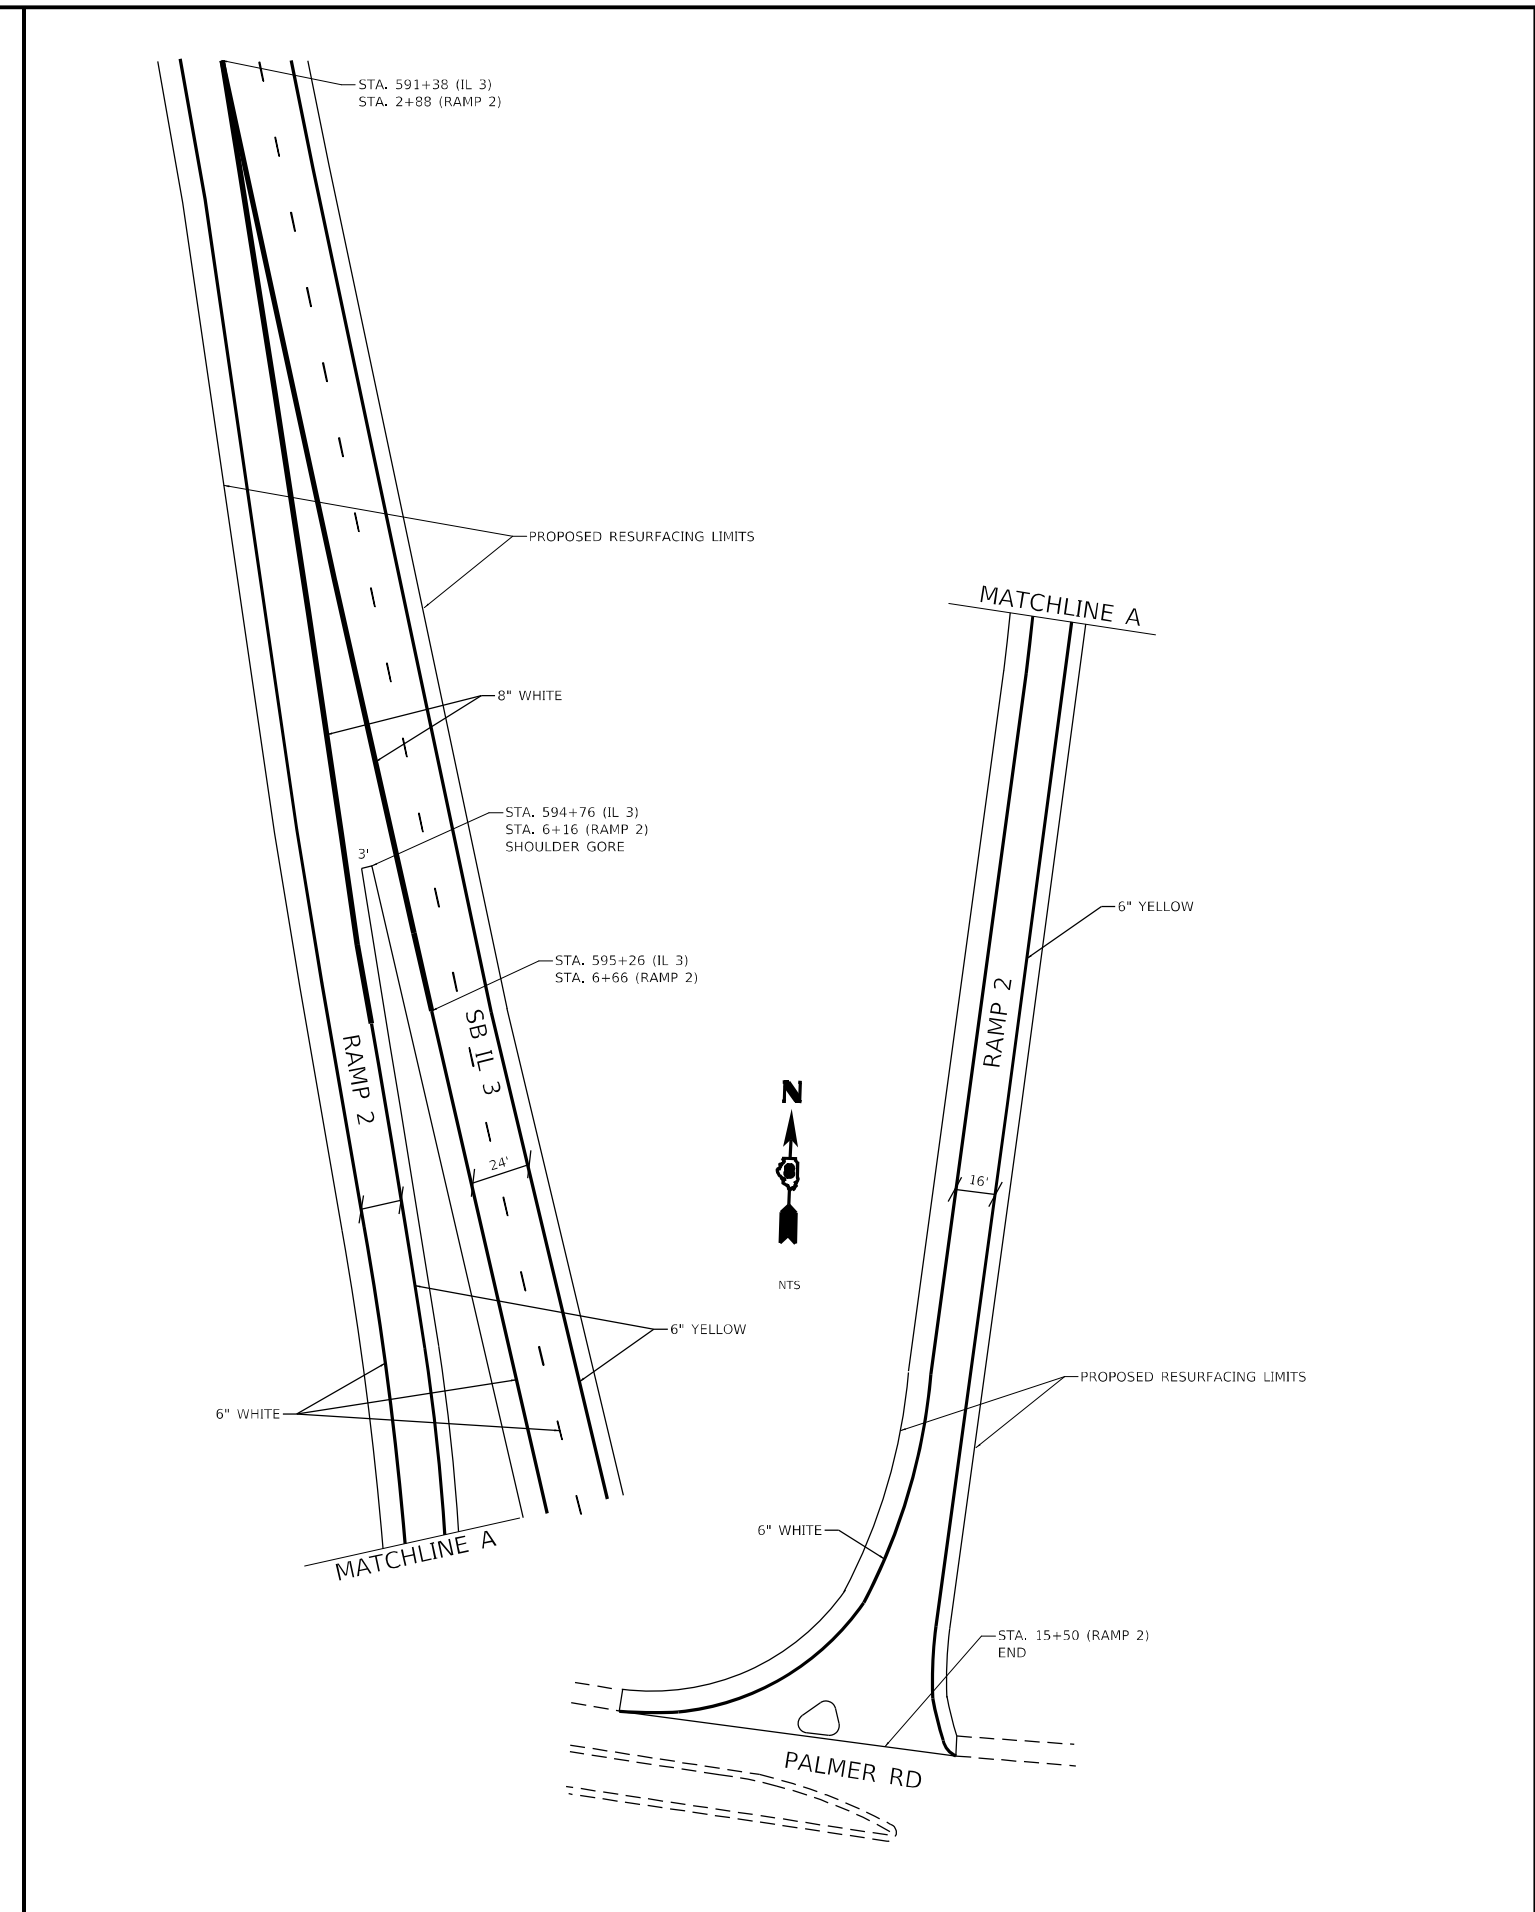 STA. 591+38 (IL 3)
STA. 2+88 (RAMP 2)
PROPOSED RESURFACING LIMITS
MATCHLINE A
8" WHITE
STA. 594+76 (IL 3)
STA. 6+16 (RAMP 2)
SHOULDER GORE
3'
6" YELLOW
STA. 595+26 (IL 3)
STA. 6+66 (RAMP 2)
RAMP 2
SB IL 3
RAMP 2
N
24'
16'
NTS
6" YELLOW
PROPOSED RESURFACING LIMITS
6" WHITE
6" WHITE
MATCHLINE A
STA. 15+50 (RAMP 2)
END
PALMER RD